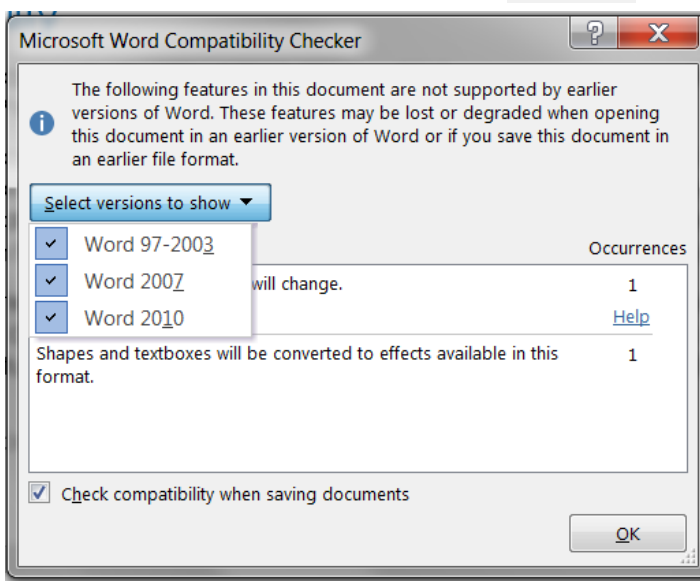 Microsoft Word Compatibility Checker
The following features in this document are not supported by earlier
versions of Word. These features may be lost or degraded when opening
this document in an earlier version of Word or if you save this document in
an earlier file format.
Select versions to show
Word 97-2003
Occurrences
Word 2007
will change.
1
Word 2010
Help
Shapes and textboxes will be converted to effects available in this
1
format.
Check compatibility when saving documents
OK